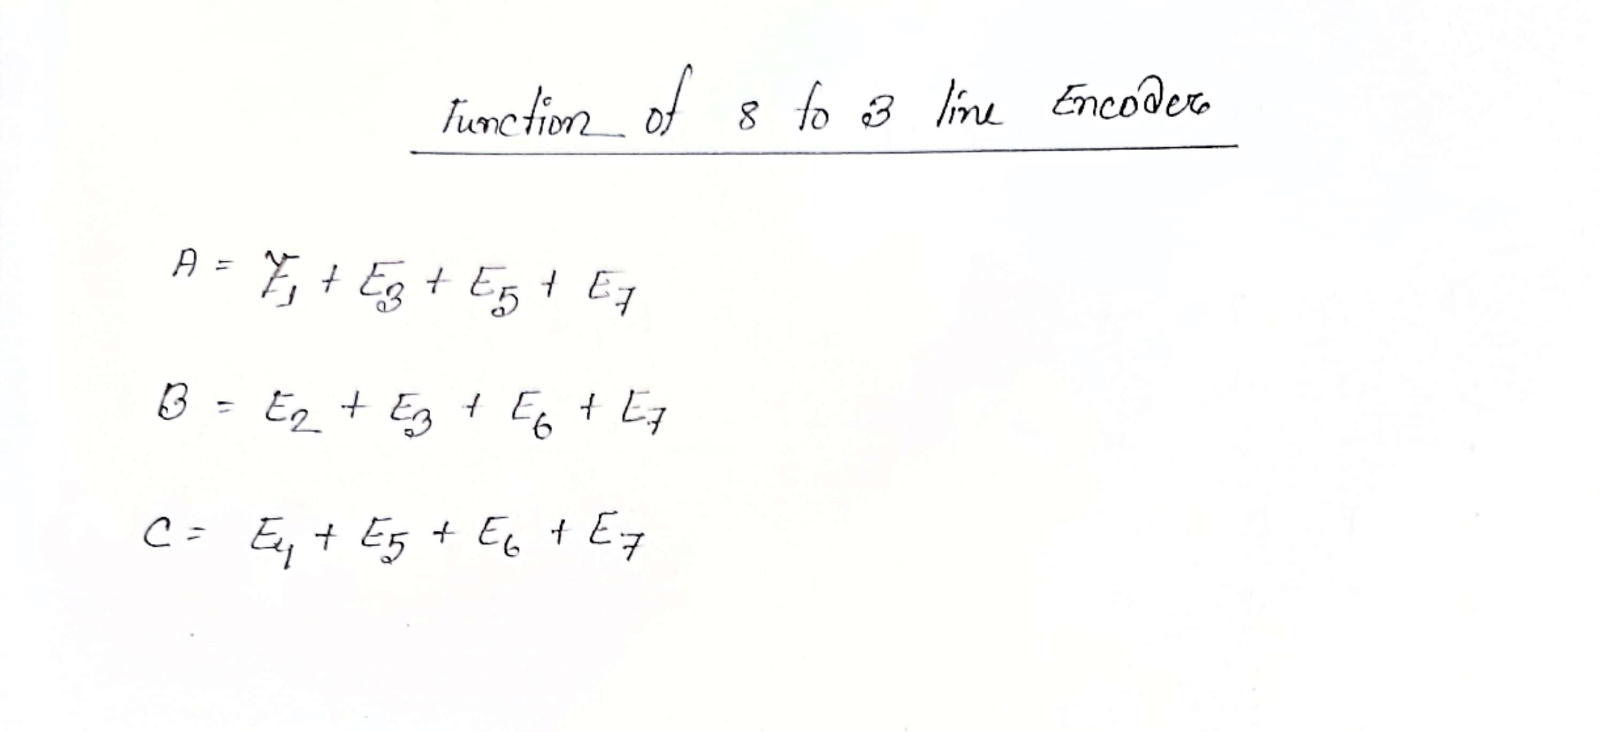 Function of 8 to 3 line Encoder
A = E₁ + E₃ + E₅ + E₇
B = E₂ + E₃ + E₆ + E₇
C = E₄ + E₅ + E₆ + E₇